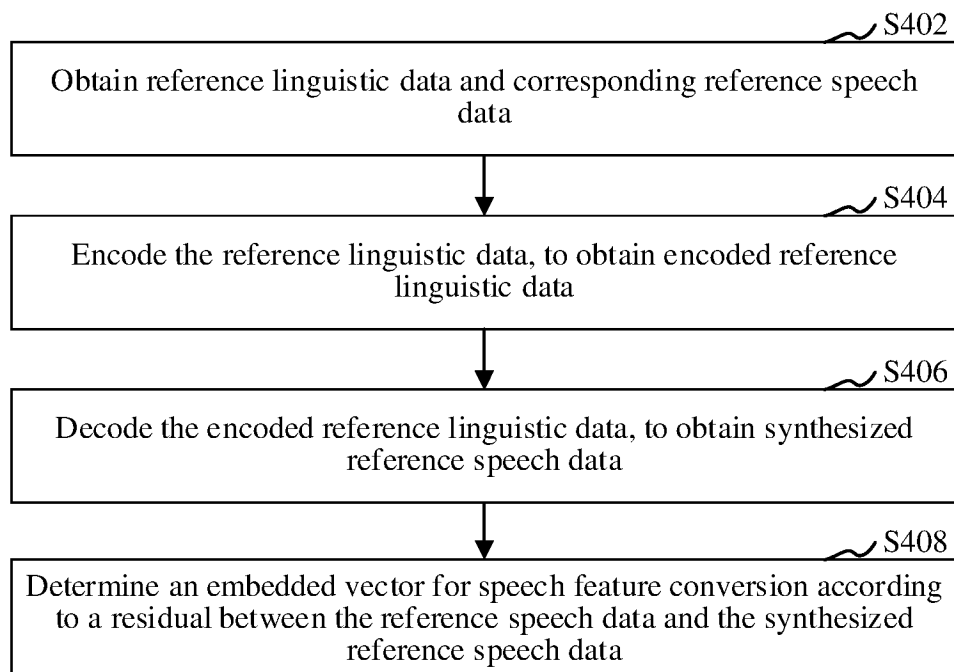 S402
Obtain reference linguistic data and corresponding reference speech
data
S404
Encode the reference linguistic data, to obtain encoded reference
linguistic data
S406
Decode the encoded reference linguistic data, to obtain synthesized
reference speech data
S408
Determine an embedded vector for speech feature conversion according
to a residual between the reference speech data and the synthesized
reference speech data